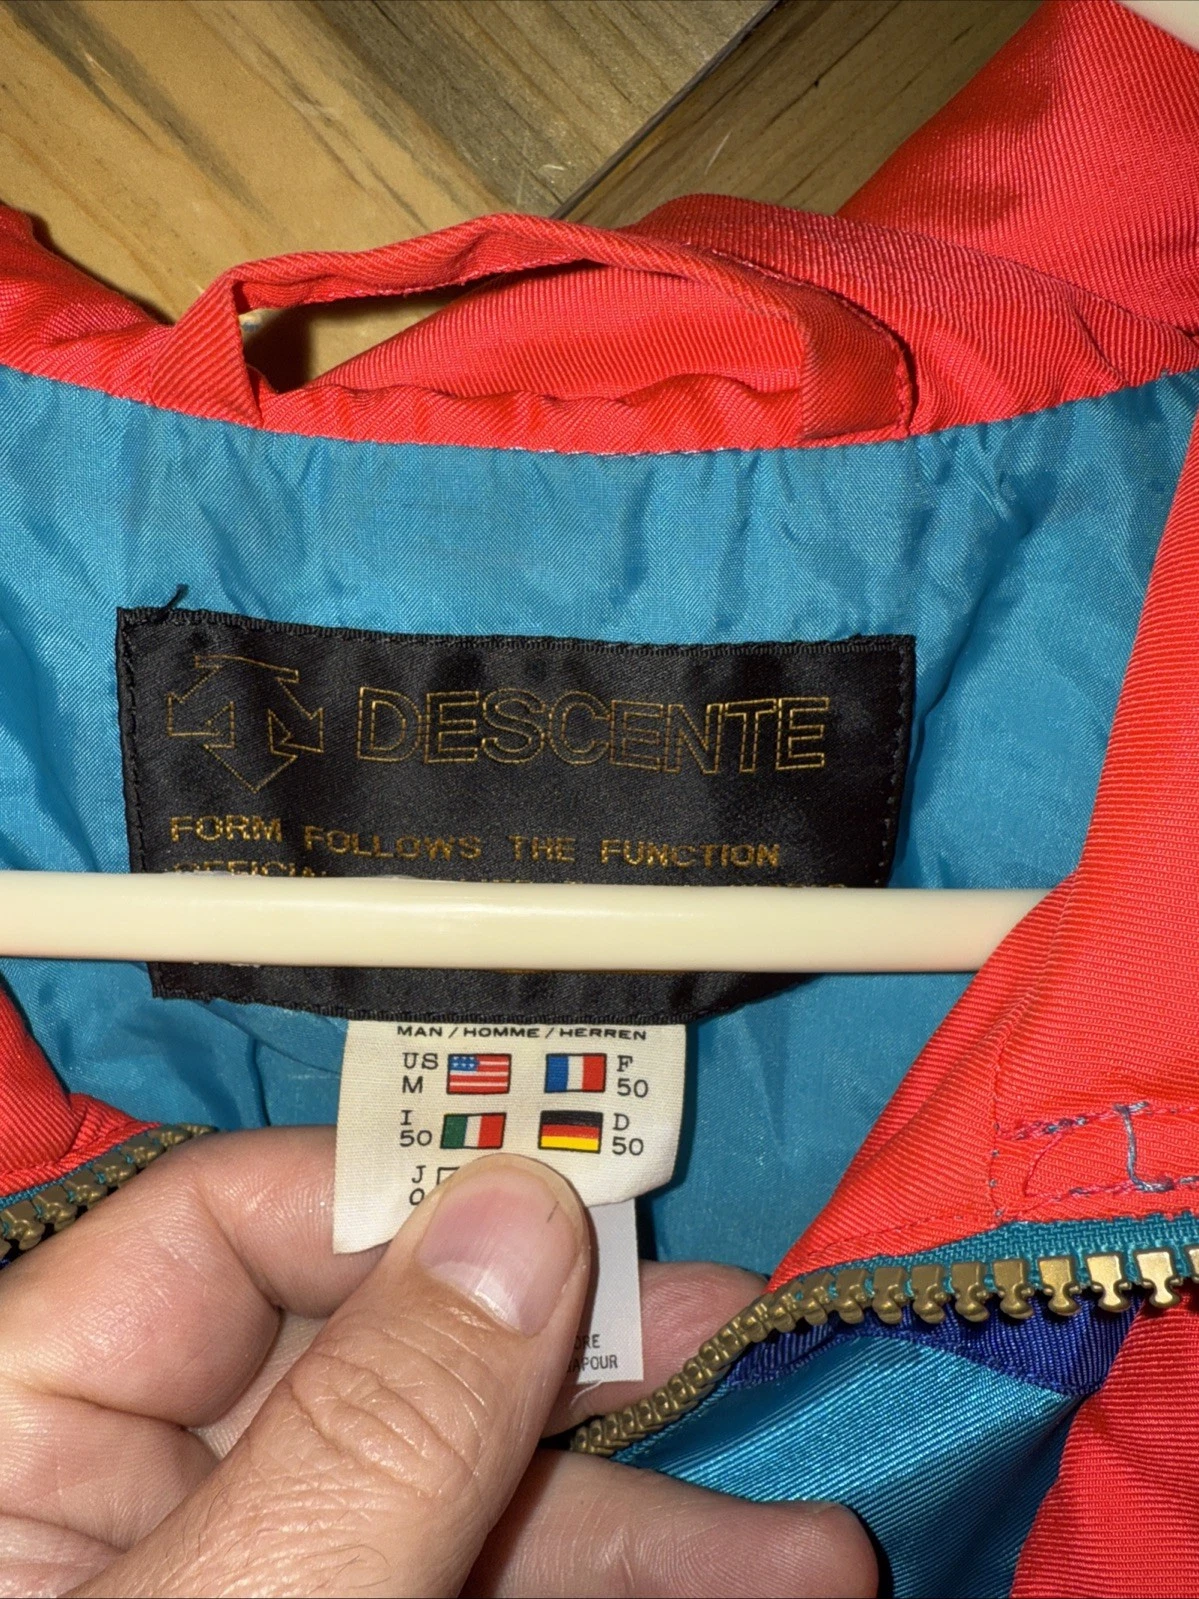 DESCENTE
FORM FOLLOWS THE FUNCTION
MAN / HOMME / HERREN
US F
M 50
I D
50 50
J
O